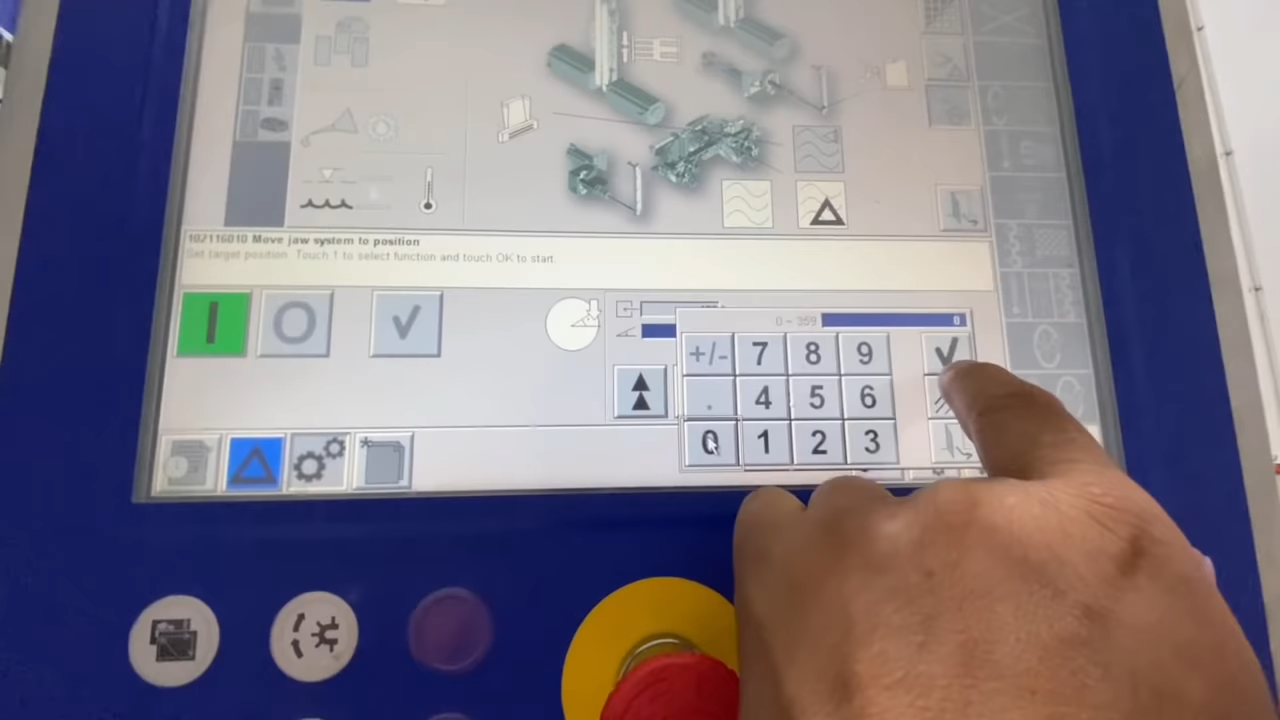 102116010 Move jaw system to position
Set target position. Touch 1 to select function and touch OK to start.
I O
0 - 359 0
+/- 7 8 9
. 4 5 6
0 1 2 3